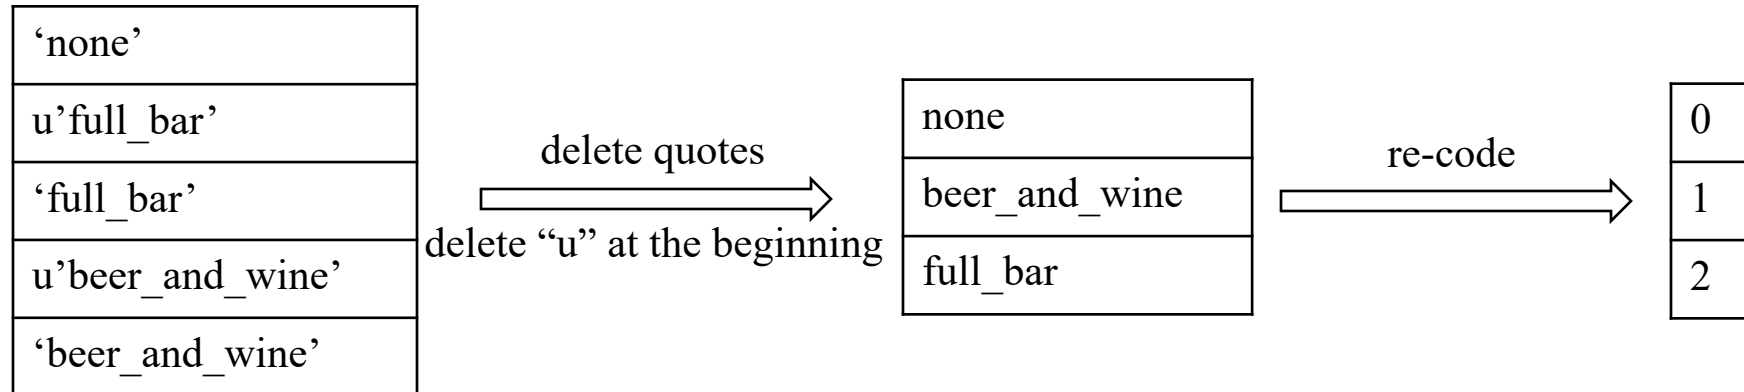 ‘none’
u’full_bar’
‘full_bar’
u’beer_and_wine’
‘beer_and_wine’
delete quotes
delete “u” at the beginning
none
beer_and_wine
full_bar
re-code
0
1
2